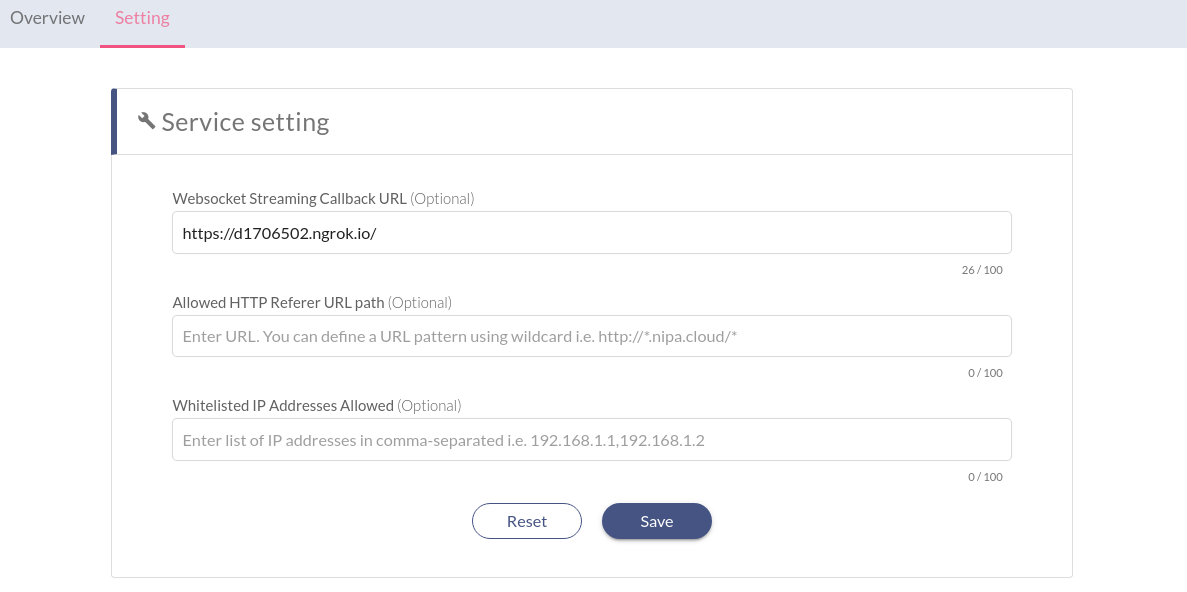 Overview Setting
Service setting
Websocket Streaming Callback URL (Optional)
https://d1706502.ngrok.io/
26 / 100
Allowed HTTP Referer URL path (Optional)
Enter URL. You can define a URL pattern using wildcard i.e. http://*.nipa.cloud/*
0 / 100
Whitelisted IP Addresses Allowed (Optional)
Enter list of IP addresses in comma-separated i.e. 192.168.1.1,192.168.1.2
0 / 100
Reset Save